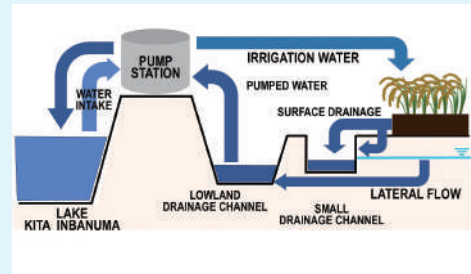 PUMP
STATION
IRRIGATION WATER
WATER
INTAKE
PUMPED WATER
SURFACE DRAINAGE
LOWLAND
DRAINAGE CHANNEL
LATERAL FLOW
LAKE
KITA INBANUMA
SMALL
DRAINAGE CHANNEL